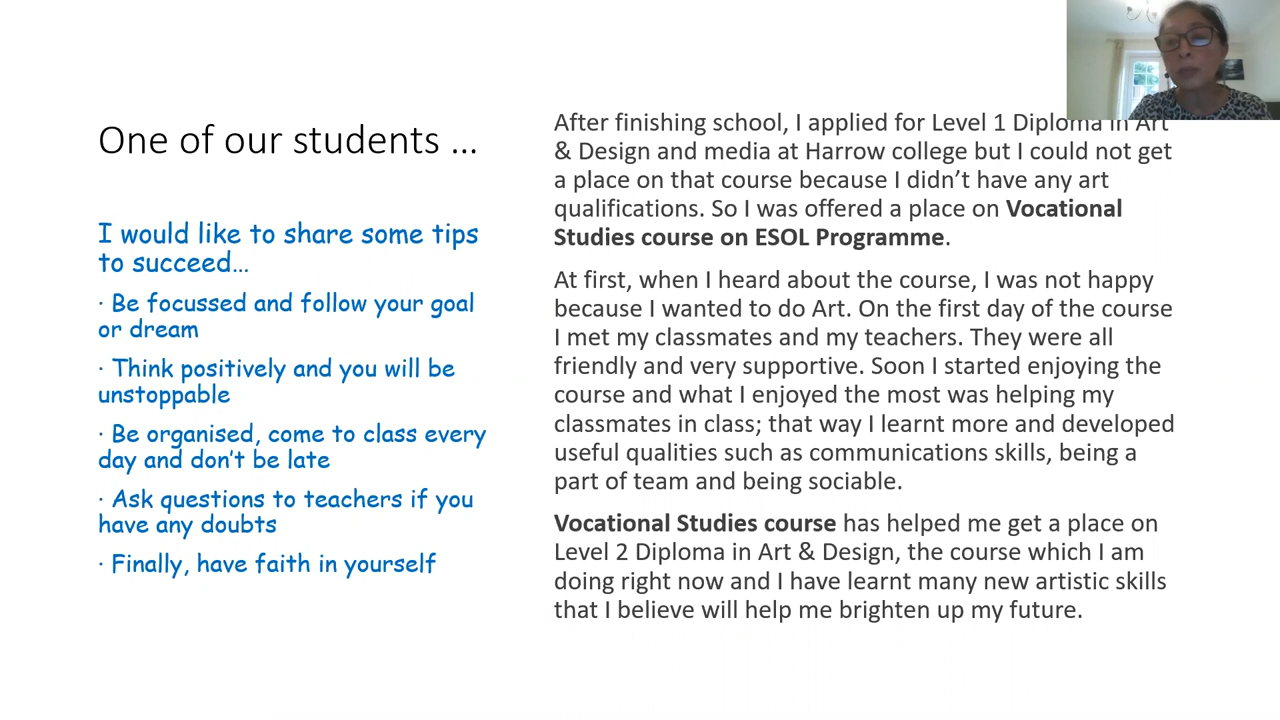 One of our students ...
I would like to share some tips
to succeed...
· Be focussed and follow your goal
or dream
· Think positively and you will be
unstoppable
· Be organised, come to class every
day and don't be late
· Ask questions to teachers if you
have any doubts
· Finally, have faith in yourself
After finishing school, I applied for Level 1 Diploma in Art
& Design and media at Harrow college but I could not get
a place on that course because I didn’t have any art
qualifications. So I was offered a place on Vocational
Studies course on ESOL Programme.
At first, when I heard about the course, I was not happy
because I wanted to do Art. On the first day of the course
I met my classmates and my teachers. They were all
friendly and very supportive. Soon I started enjoying the
course and what I enjoyed the most was helping my
classmates in class; that way I learnt more and developed
useful qualities such as communications skills, being a
part of team and being sociable.
Vocational Studies course has helped me get a place on
Level 2 Diploma in Art & Design, the course which I am
doing right now and I have learnt many new artistic skills
that I believe will help me brighten up my future.